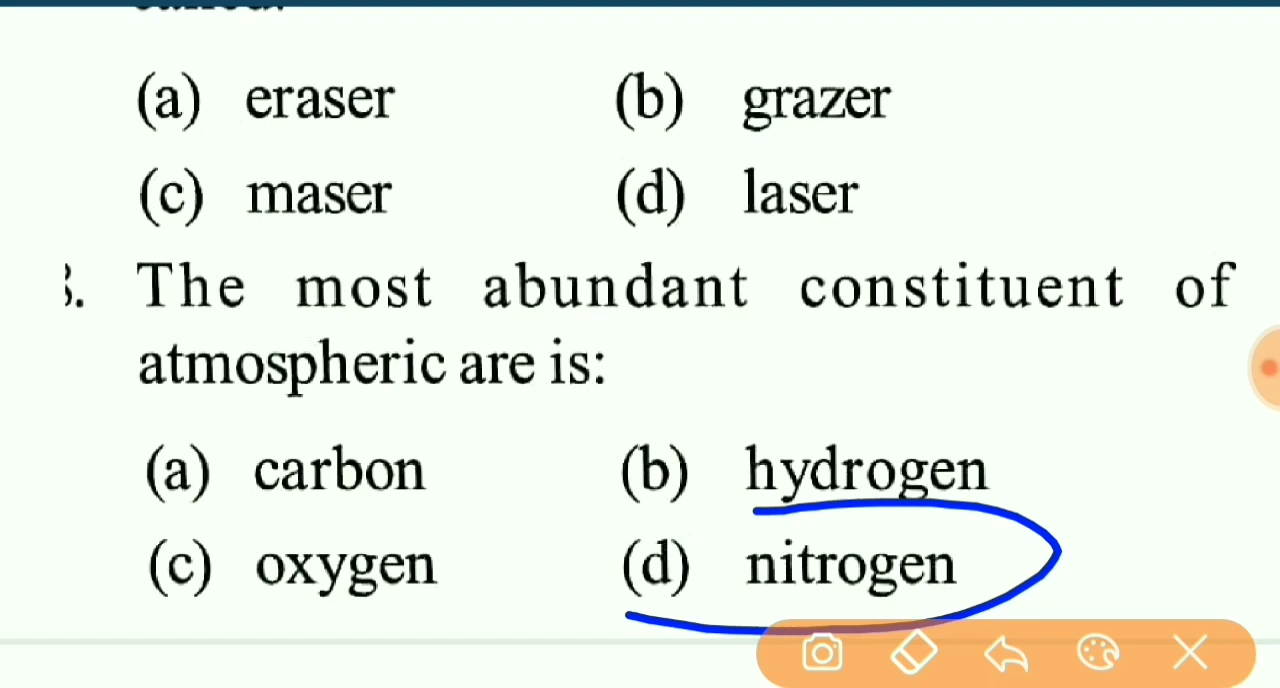 (a) eraser (b) grazer
(c) maser (d) laser
The most abundant constituent of
atmospheric are is:
(a) carbon (b) hydrogen
(c) oxygen (d) nitrogen